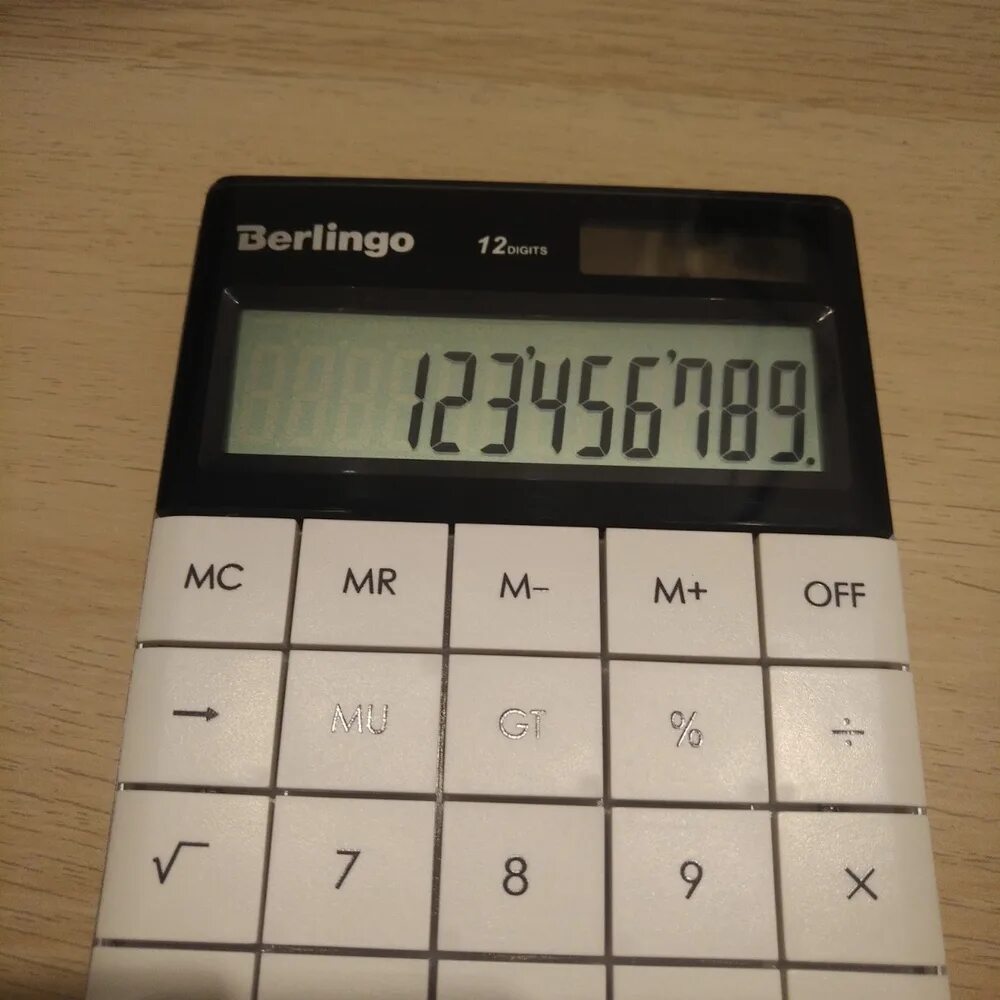 Berlingo 12 DIGITS
123'456'789.
MC MR M− M+ OFF
→ MU GT % ÷
√ 7 8 9 ×